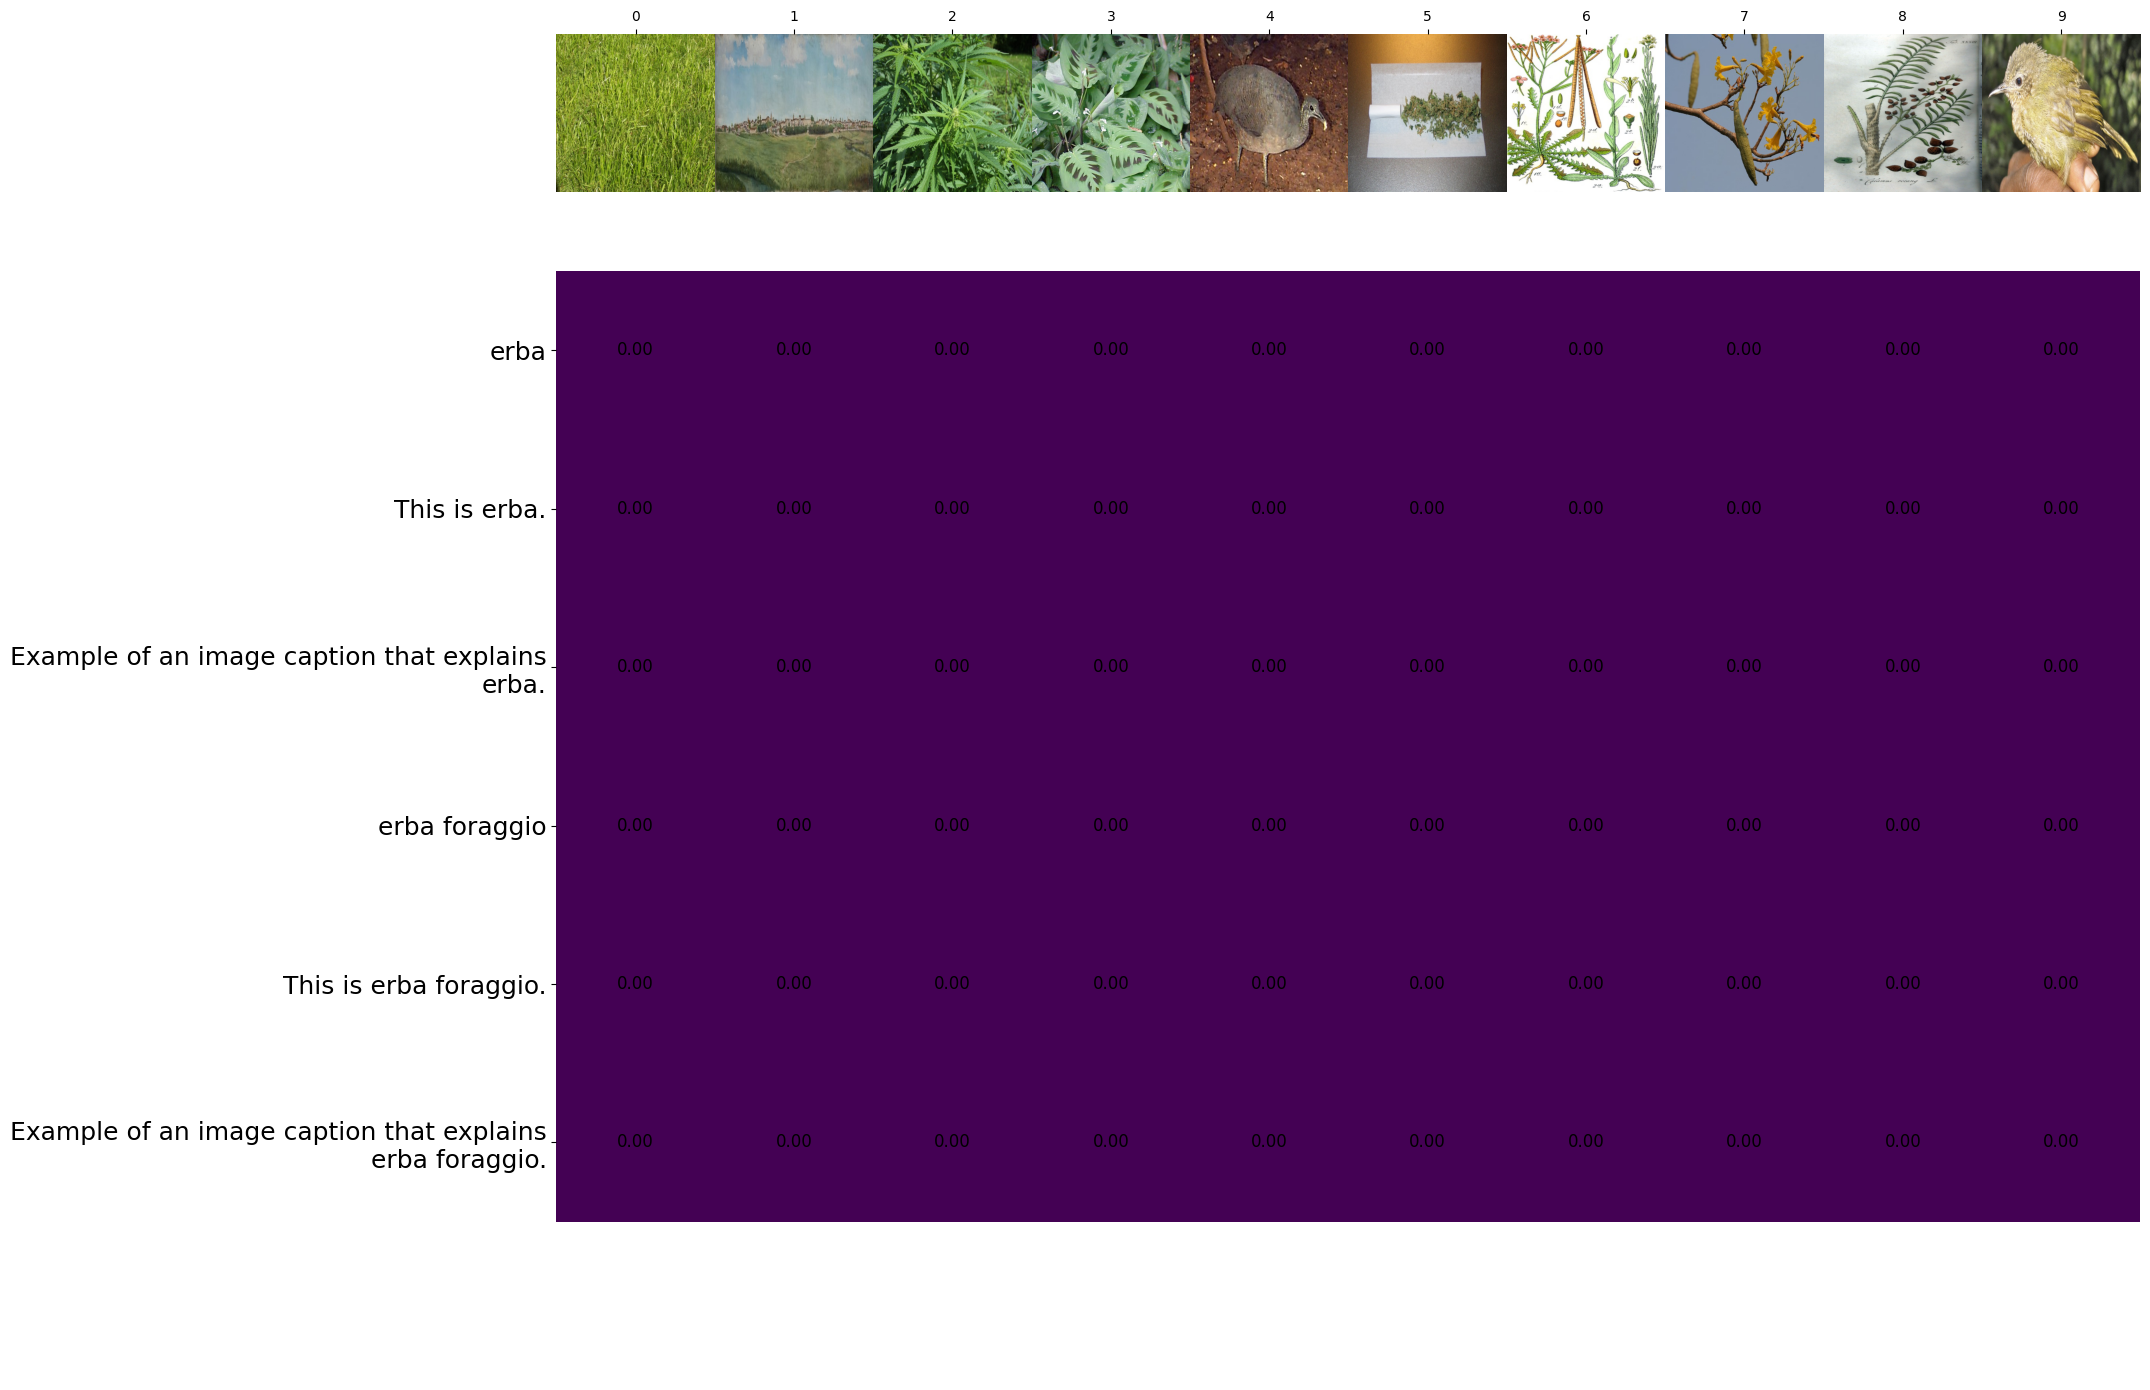 0 1 2 3 4 5 6 7 8 9
erba 0.00 0.00 0.00 0.00 0.00 0.00 0.00 0.00 0.00 0.00
This is erba. 0.00 0.00 0.00 0.00 0.00 0.00 0.00 0.00 0.00 0.00
Example of an image caption that explains
erba. 0.00 0.00 0.00 0.00 0.00 0.00 0.00 0.00 0.00 0.00
erba foraggio 0.00 0.00 0.00 0.00 0.00 0.00 0.00 0.00 0.00 0.00
This is erba foraggio. 0.00 0.00 0.00 0.00 0.00 0.00 0.00 0.00 0.00 0.00
Example of an image caption that explains
erba foraggio. 0.00 0.00 0.00 0.00 0.00 0.00 0.00 0.00 0.00 0.00